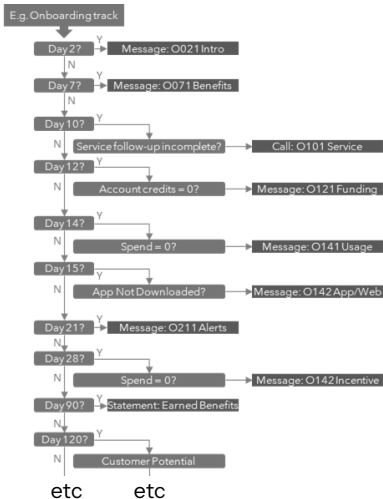 E.g. Onboarding track
Day 2?
Y
Message: O021 Intro
N
Day 7?
Y
Message: O071 Benefits
N
Day 10?
Y
N
Service follow-up incomplete?
Call: O101 Service
Day 12?
Y
N
Account credits = 0?
Message: O121 Funding
Day 14?
Y
N
Spend = 0?
Message: O141 Usage
Day 15?
Y
N
App Not Downloaded?
Message: O142 App/Web
Day 21?
Y
Message: O211 Alerts
N
Day 28?
Y
N
Spend = 0?
Message: O142 Incentive
Day 90?
Y
Statement: Earned Benefits
N
Day 120?
Y
N
Customer Potential
etc
etc